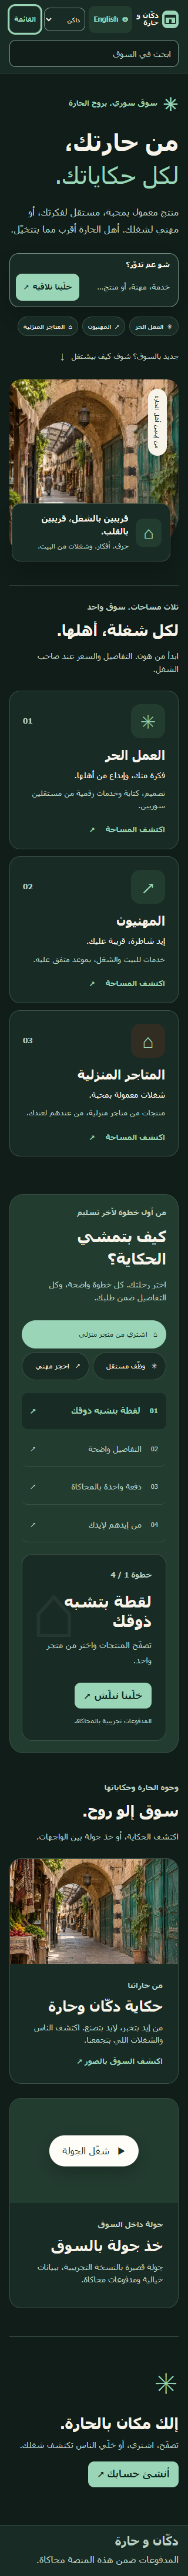 دكّان و حارة
English
داكن
القائمة
ابحث في السوق
سوق سوري، بروح الحارة
من حارتك،
لكل حكاياتك.
منتج معمول بمحبة، مستقل لفكرتك، أو
مهني لشغلك. الحارة أقرب مما بتتخيّل.
شو عم تدوّر؟
خدمة، مهنة، أو منتج...
خلّينا نلاقيه ↗
العمل الحر
المهنيون
المتاجر المنزلية
جديد بالسوق؟ شوف كيف بيشتغل ↓
من إيدين أهل الحارة
قريبين بالشغل، قريبين
بالقلب.
حرف، أفكار، وشغلات من البيت.
ثلاث مساحات، سوق واحد
لكل شغلة، أهلها.
ابدأ من هون. التفاصيل والسعر عند صاحب
الشغل.
01
العمل الحر
فكرة منك، وإبداع من أهلها.
تصميم، كتابة وخدمات رقمية من مستقلين
سوريين.
اكتشف المساحة ↗
02
المهنيون
إيد شاطرة، قريبة عليك.
خدمات للبيت والشغل، بموعد متفق عليه.
اكتشف المساحة ↗
03
المتاجر المنزلية
شغلات معمولة بمحبة.
منتجات من متاجر منزلية، من عندهم لعندك.
اكتشف المساحة ↗
من أول خطوة لآخر تسليم
كيف بتمشي
الحكاية؟
اختر رحلتك. كل خطوة واضحة، وكل
التفاصيل ضمن طلبك.
اشتري من متجر منزلي
وظّف مستقل
احجز مهني
01 لقطة بتشبه ذوقك ↗
02 التفاصيل واضحة ↗
03 دفعة واحدة بالمحاكاة ↗
04 من إيدهم لإيدك ↗
خطوة 1 / 4
لقطة بتشبه
ذوقك
تصفّح المنتجات واختر من متجر
واحد.
خلّينا نبلّش ↗
المدفوعات تجريبية بالمحاكاة.
وجوه الحارة وحكاياتها
سوق إلو روح.
اكتشف الحكاية، أو خذ جولة بين الواجهات.
من حاراتنا
حكاية دكّان وحارة
من إيد بتخبز، لإيد بتصنع. اكتشف الناس
والشغلات اللي بتجمعنا.
اكتشف السوق بالصور ↗
شغّل الجولة
جولة داخل السوق
خذ جولة بالسوق
جولة قصيرة بالنسخة التجريبية، ببيانات
خيالية ومدفوعات محاكاة.
إلك مكان بالحارة.
تصفّح، اشتري، أو خلّي الناس تكتشف شغلك.
أنشئ حسابك ↗
دكّان و حارة
المدفوعات ضمن هذه المنصة محاكاة.